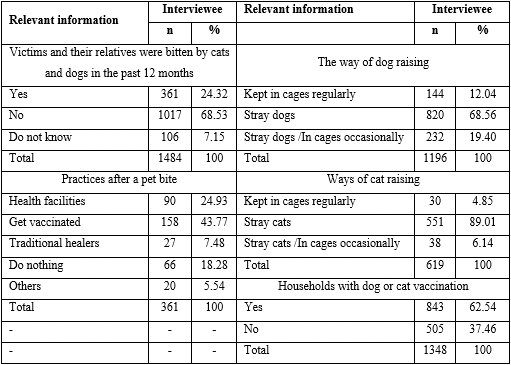 Relevant information Interviewee Relevant information Interviewee
n % n %
Victims and their relatives were bitten by cats The way of dog raising
and dogs in the past 12 months
Yes 361 24.32 Kept in cages regularly 144 12.04
No 1017 68.53 Stray dogs 820 68.56
Do not know 106 7.15 Stray dogs /In cages occasionally 232 19.40
Total 1484 100 Total 1196 100
Practices after a pet bite Ways of cat raising
Health facilities 90 24.93 Kept in cages regularly 30 4.85
Get vaccinated 158 43.77 Stray cats 551 89.01
Traditional healers 27 7.48 Stray cats /In cages occasionally 38 6.14
Do nothing 66 18.28 Total 619 100
Others 20 5.54 Households with dog or cat vaccination
Total 361 100 Yes 843 62.54
- - - No 505 37.46
- - - Total 1348 100